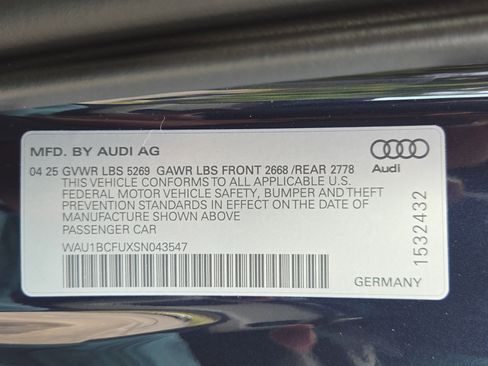 MFD. BY AUDI AG
Audi
04 25 GVWR LBS 5269 GAWR LBS FRONT 2668 /REAR 2778
THIS VEHICLE CONFORMS TO ALL APPLICABLE U.S.
FEDERAL MOTOR VEHICLE SAFETY, BUMPER AND THEFT
PREVENTION STANDARDS IN EFFECT ON THE DATE OF
MANUFACTURE SHOWN ABOVE
PASSENGER CAR
WAU1BCFUXSN043547
1532432
GERMANY